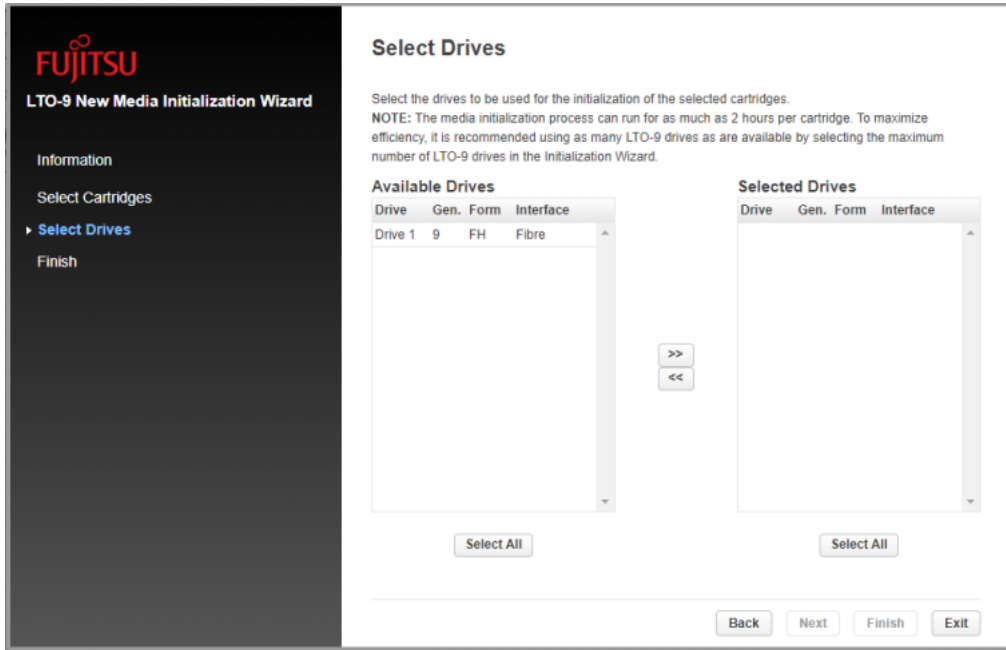 FUJITSU
LTO-9 New Media Initialization Wizard
Information
Select Cartridges
Select Drives
Finish
Select Drives
Select the drives to be used for the initialization of the selected cartridges.
NOTE: The media initialization process can run for as much as 2 hours per cartridge. To maximize
efficiency, it is recommended using as many LTO-9 drives as are available by selecting the maximum
number of LTO-9 drives in the Initialization Wizard.
Available Drives
Drive Gen. Form Interface
Drive 1 9 FH Fibre
Select All
>>
<<
Selected Drives
Drive Gen. Form Interface
Select All
Back Next Finish Exit